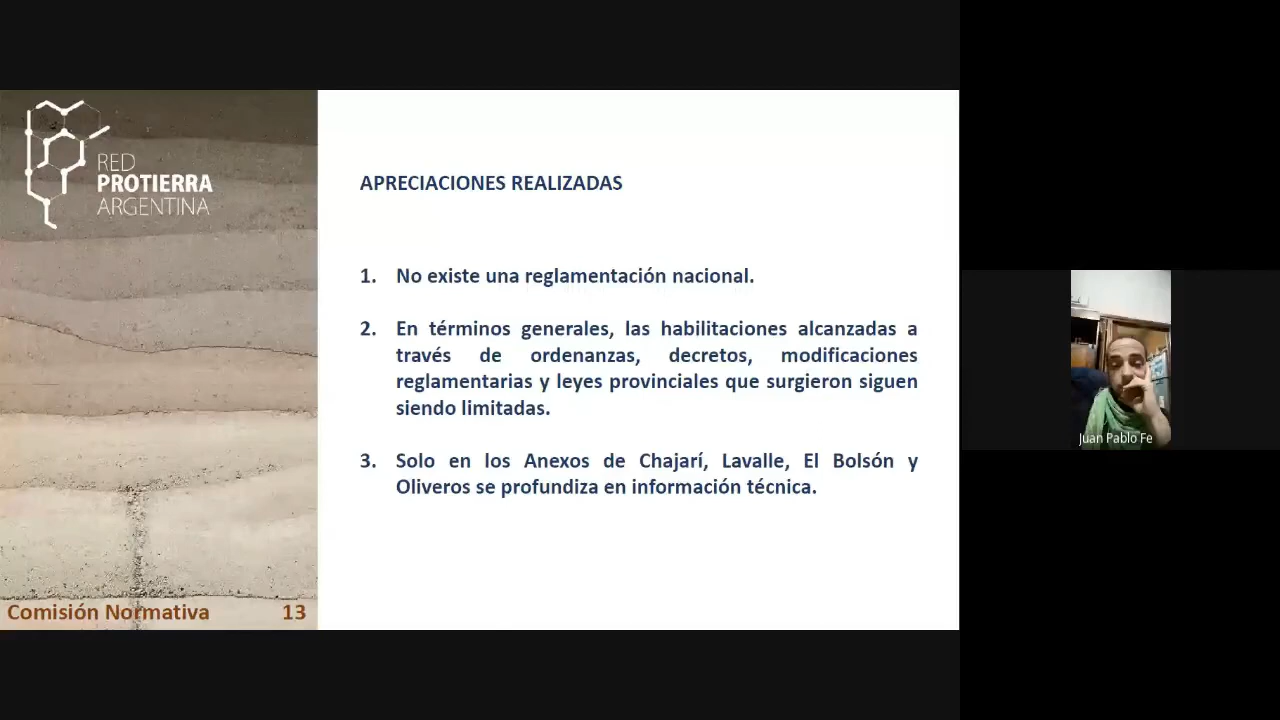 RED
PROTIERRA
ARGENTINA
APRECIACIONES REALIZADAS
1. No existe una reglamentación nacional.
2. En términos generales, las habilitaciones alcanzadas a
través de ordenanzas, decretos, modificaciones
reglamentarias y leyes provinciales que surgieron siguen
siendo limitadas.
3. Solo en los Anexos de Chajarí, Lavalle, El Bolsón y
Oliveros se profundiza en información técnica.
Comisión Normativa 13
Juan Pablo Fe